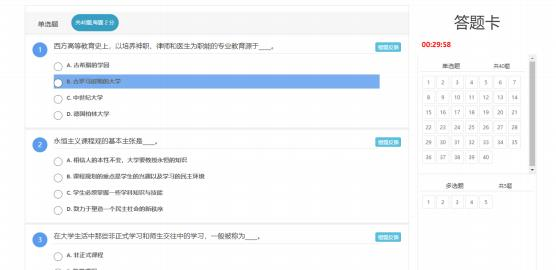 单选题 共40题,每题 2 分
1 西方高等教育史上，以培养神职、律师和医生为职能的专业教育源于____。 错题反馈
A. 古希腊的学园
B. 古罗马时期的大学
C. 中世纪大学
D. 德国柏林大学
2 永恒主义课程观的基本主张是____。 错题反馈
A. 相信人的本性不变，大学要教授永恒的知识
B. 课程规划的重点是学生的兴趣以及学习的民主环境
C. 学生必须掌握一些学科知识与技能
D. 致力于塑造一个民主社会的新秩序
3 在大学生活中那些非正式学习和师生交往中的学习，一般被称为____。 错题反馈
A. 非正式课程
答题卡
00:29:58
单选题 共40题
1 2 3 4 5 6 7
8 9 10 11 12 13 14
15 16 17 18 19 20 21
22 23 24 25 26 27 28
29 30 31 32 33 34 35
36 37 38 39 40
多选题 共5题
1 2 3 4 5